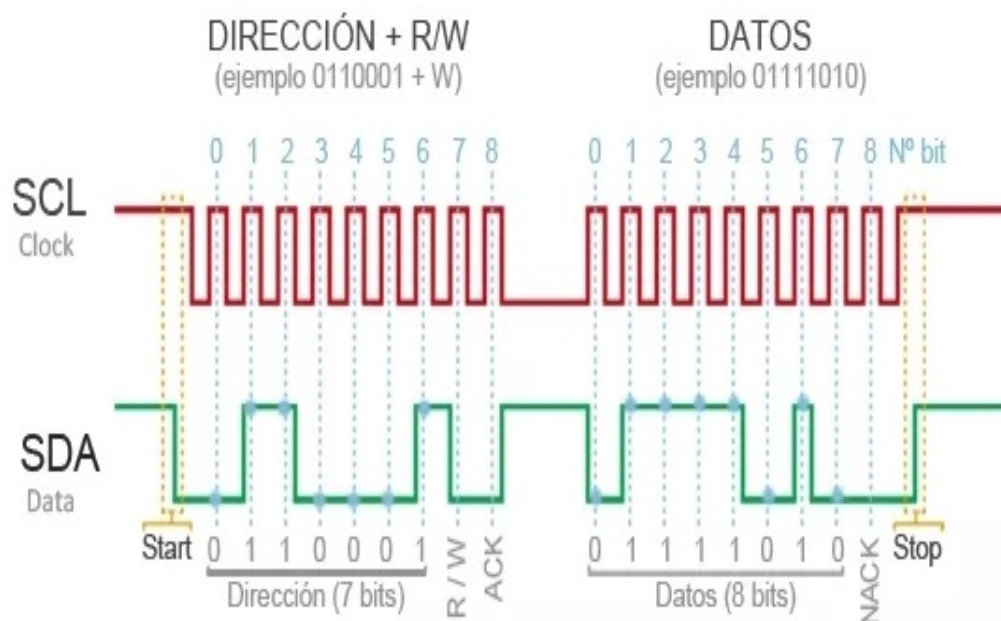 DIRECCIÓN + R/W
(ejemplo 0110001 + W)
DATOS
(ejemplo 01111010)
0 1 2 3 4 5 6 7 8
0 1 2 3 4 5 6 7 8 Nº bit
SCL
Clock
SDA
Data
Start
0 1 1 0 0 0 1
R / W
ACK
Dirección (7 bits)
0 1 1 1 1 0 1 0
NACK
Datos (8 bits)
Stop